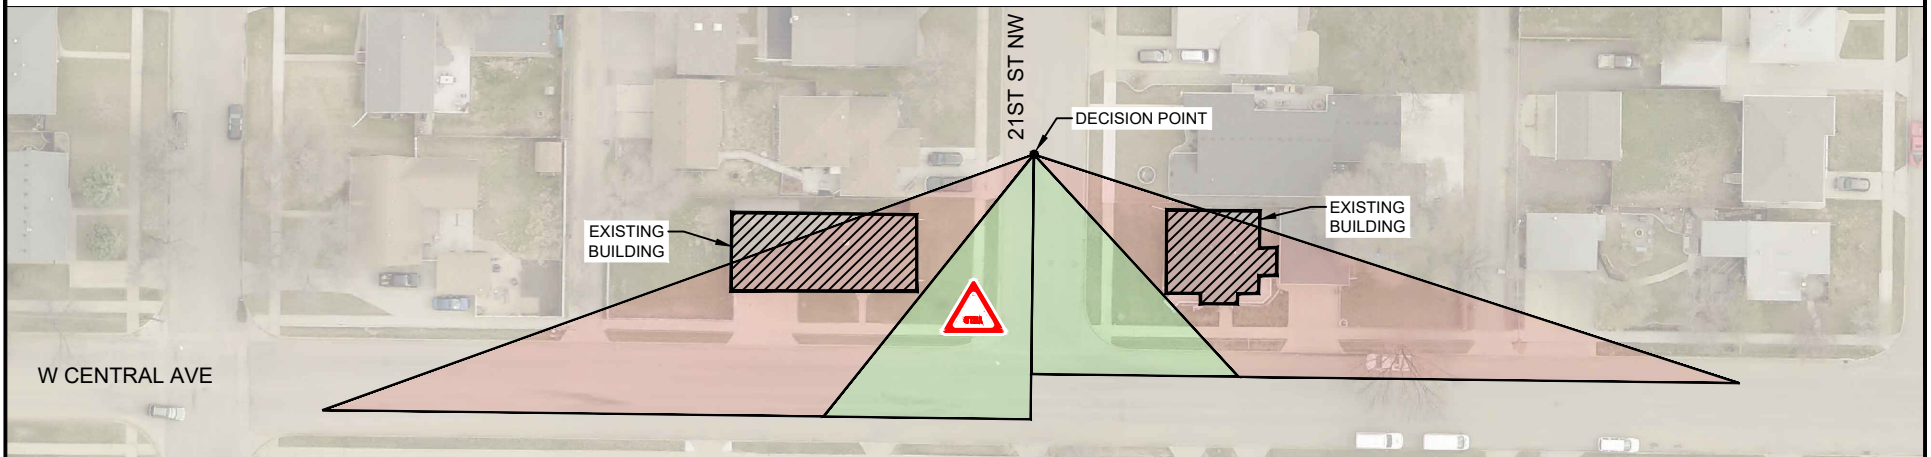 21ST ST NW
DECISION POINT
EXISTING
BUILDING
EXISTING
BUILDING
W CENTRAL AVE